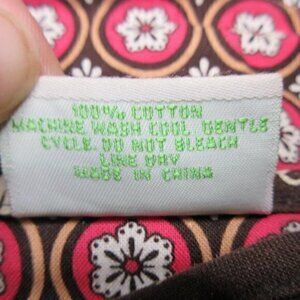 100% COTTON
MACHINE WASH COOL, GENTLE
CYCLE. DO NOT BLEACH
LINE DRY
MADE IN CHINA